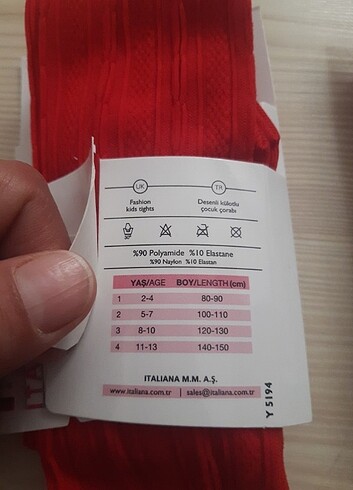 UK
TR
Fashion
kids tights
Desenli külotlu
çocuk çorabı
%90 Polyamide %10 Elastane
%90 Naylon %10 Elastan
YAŞ/AGE BOY/LENGTH(cm)
1 2-4 80-90
2 5-7 100-110
3 8-10 120-130
4 11-13 140-150
ITALIANA M.M. A.Ş.
www.italiana.com.tr | sales@italiana.com.tr
Y 5194